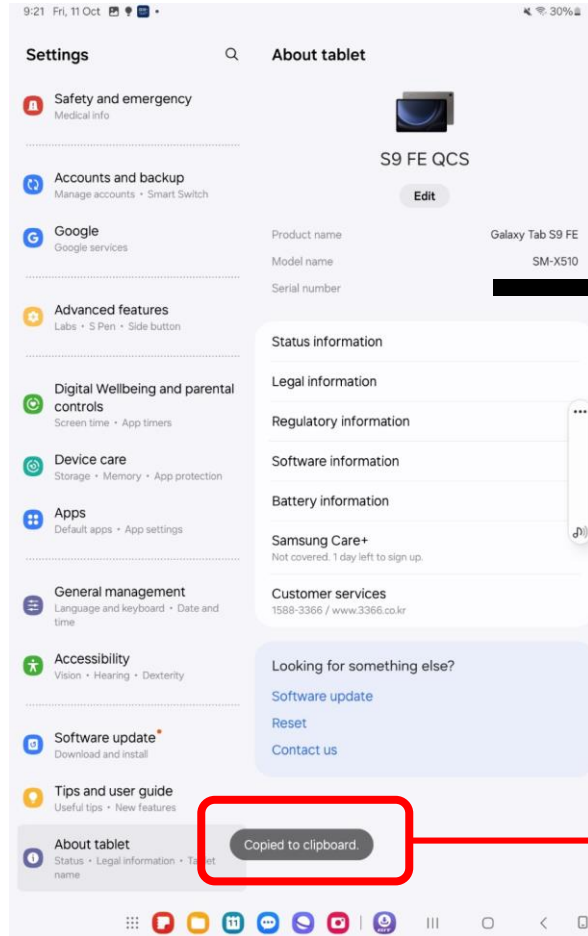 9:21 Fri, 11 Oct
30%
Settings
Safety and emergency
Medical info
Accounts and backup
Manage accounts • Smart Switch
Google
Google services
Advanced features
Labs • S Pen • Side button
Digital Wellbeing and parental
controls
Screen time • App timers
Device care
Storage • Memory • App protection
Apps
Default apps • App settings
General management
Language and keyboard • Date and
time
Accessibility
Vision • Hearing • Dexterity
Software update
Download and install
Tips and user guide
Useful tips • New features
About tablet
Status • Legal information • Tablet
name
About tablet
S9 FE QCS
Edit
Product name Galaxy Tab S9 FE
Model name SM-X510
Serial number
Status information
Legal information
Regulatory information
Software information
Battery information
Samsung Care+
Not covered. 1 day left to sign up.
Customer services
1588-3366 / www.3366.co.kr
Looking for something else?
Software update
Reset
Contact us
Copied to clipboard.
11